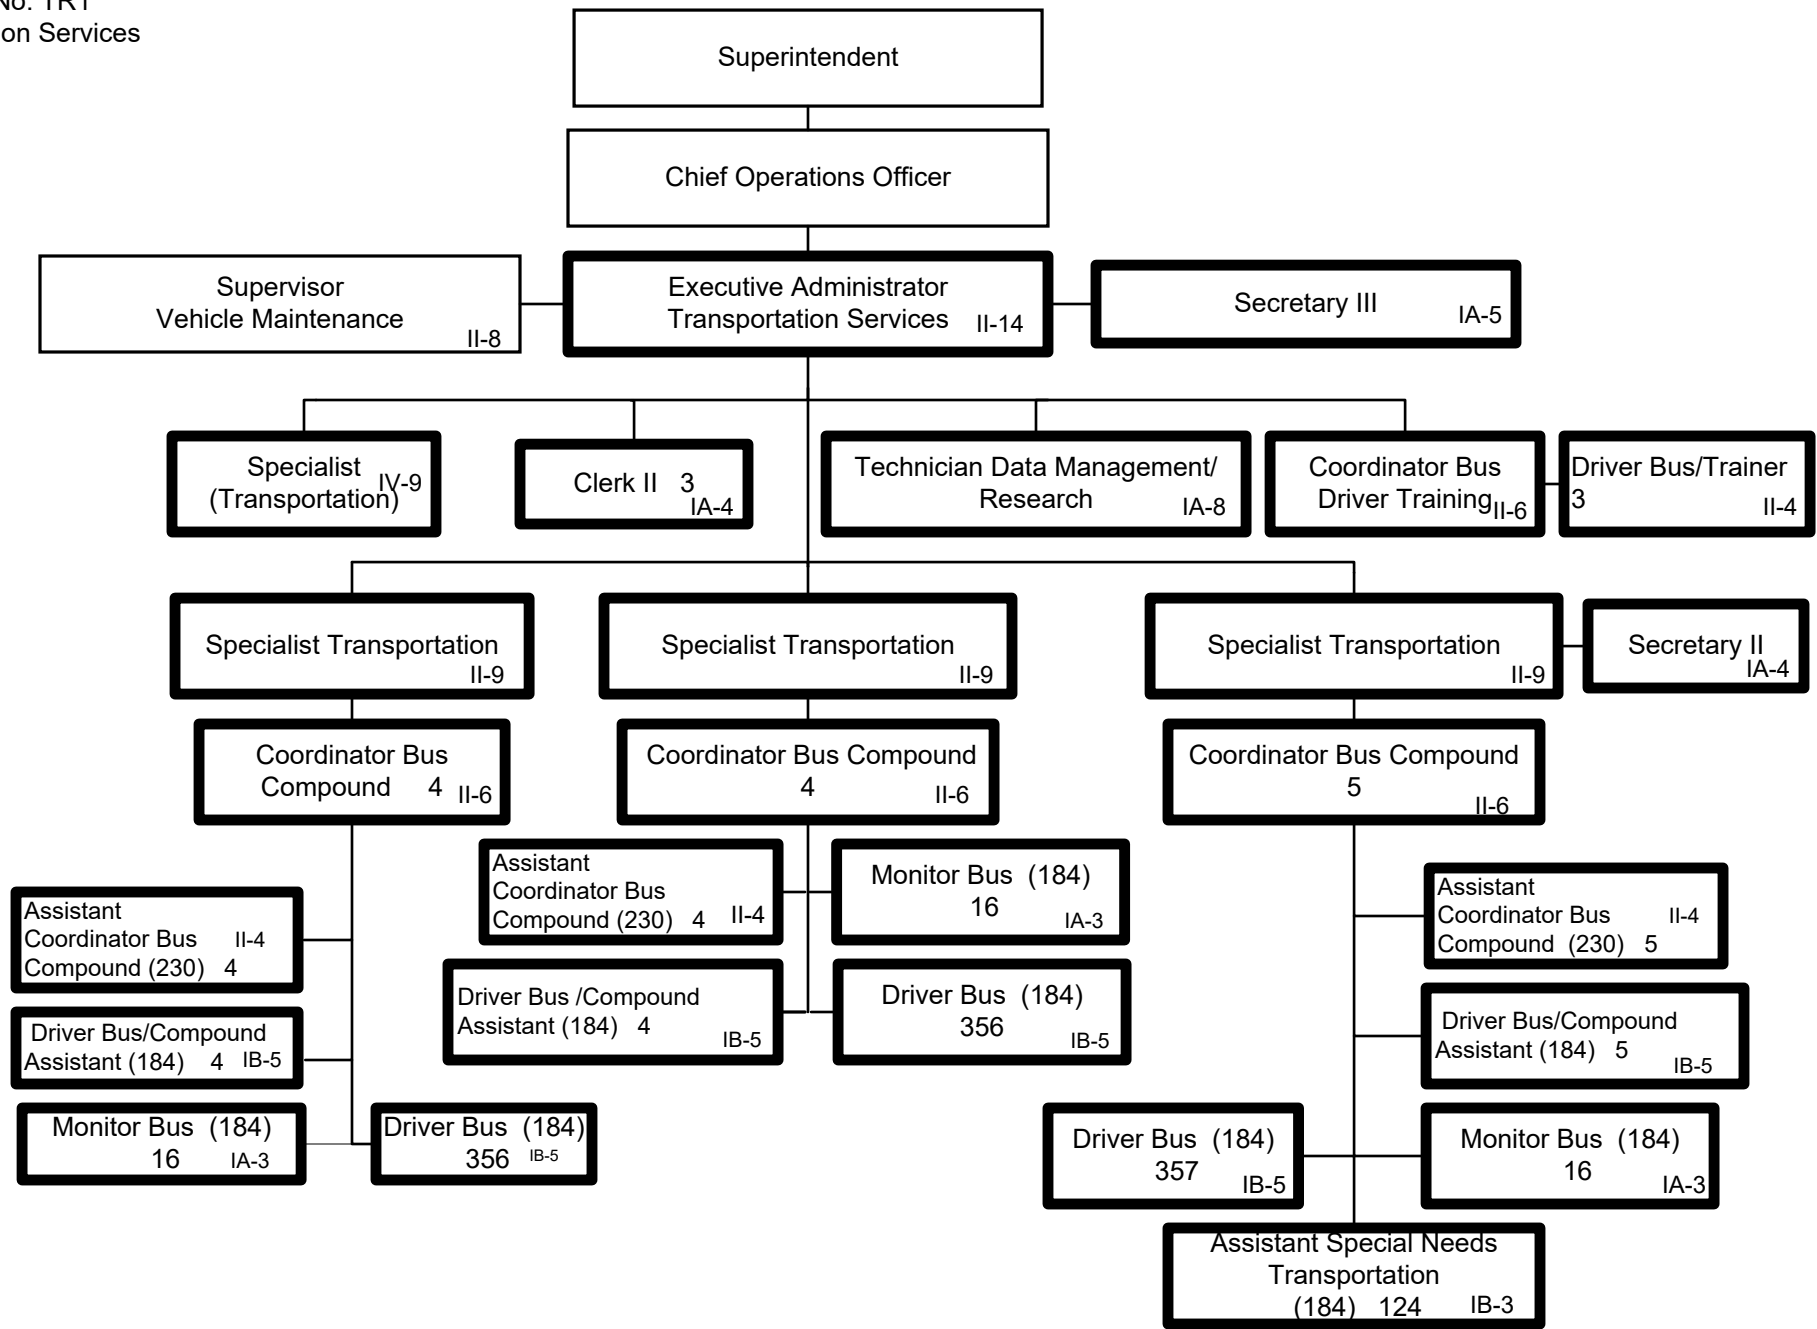 No. TRT
on Services
Superintendent
Chief Operations Officer
Supervisor
Vehicle Maintenance
II-8
Executive Administrator
Transportation Services II-14
Secretary III
IA-5
Specialist
(Transportation)
IV-9
Clerk II 3
IA-4
Technician Data Management/
Research IA-8
Coordinator Bus
Driver Training II-6
Driver Bus/Trainer
3 II-4
Specialist Transportation
II-9
Specialist Transportation
II-9
Specialist Transportation
II-9
Secretary II
IA-4
Coordinator Bus
Compound 4 II-6
Coordinator Bus Compound
4 II-6
Coordinator Bus Compound
5
II-6
Assistant
Coordinator Bus II-4
Compound (230) 4
Driver Bus/Compound
Assistant (184) 4 IB-5
Monitor Bus (184)
16 IA-3
Driver Bus (184)
356 IB-5
Assistant
Coordinator Bus
Compound (230) 4 II-4
Monitor Bus (184)
16
IA-3
Driver Bus /Compound
Assistant (184) 4
IB-5
Driver Bus (184)
356
IB-5
Assistant
Coordinator Bus II-4
Compound (230) 5
Driver Bus/Compound
Assistant (184) 5
IB-5
Driver Bus (184)
357
IB-5
Monitor Bus (184)
16
IA-3
Assistant Special Needs
Transportation
(184) 124 IB-3